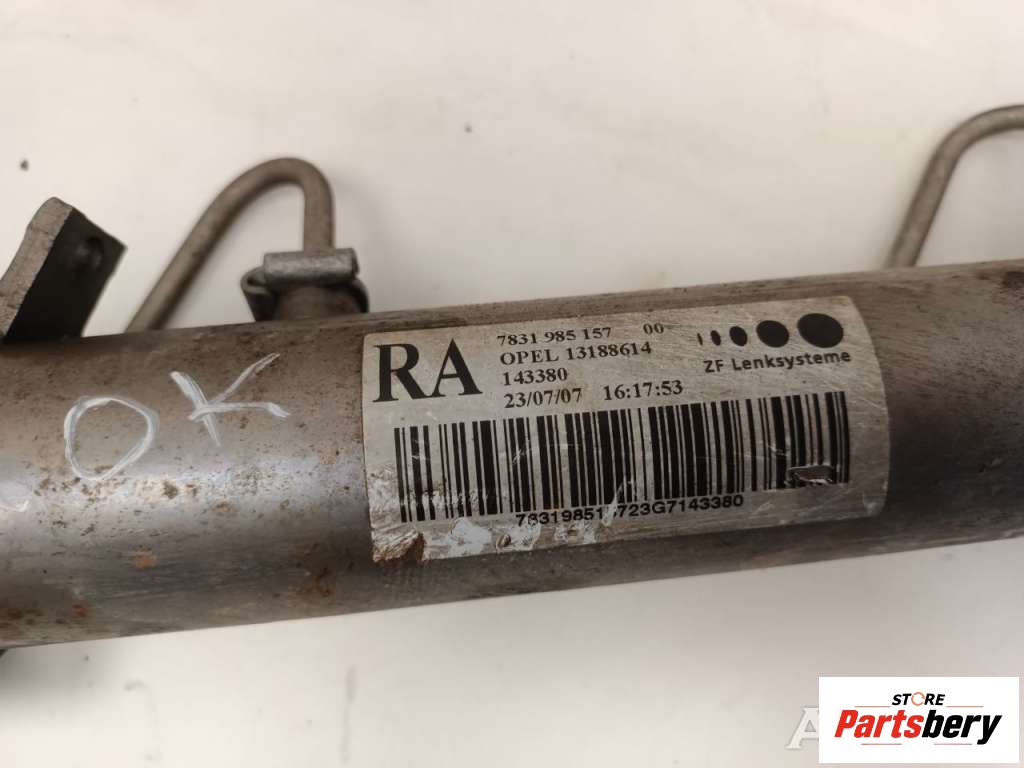 OK
RA
7831 985 157 00
OPEL 13188614
143380
23/07/07 16:17:53
ZF Lenksysteme
STORE
Partsbery